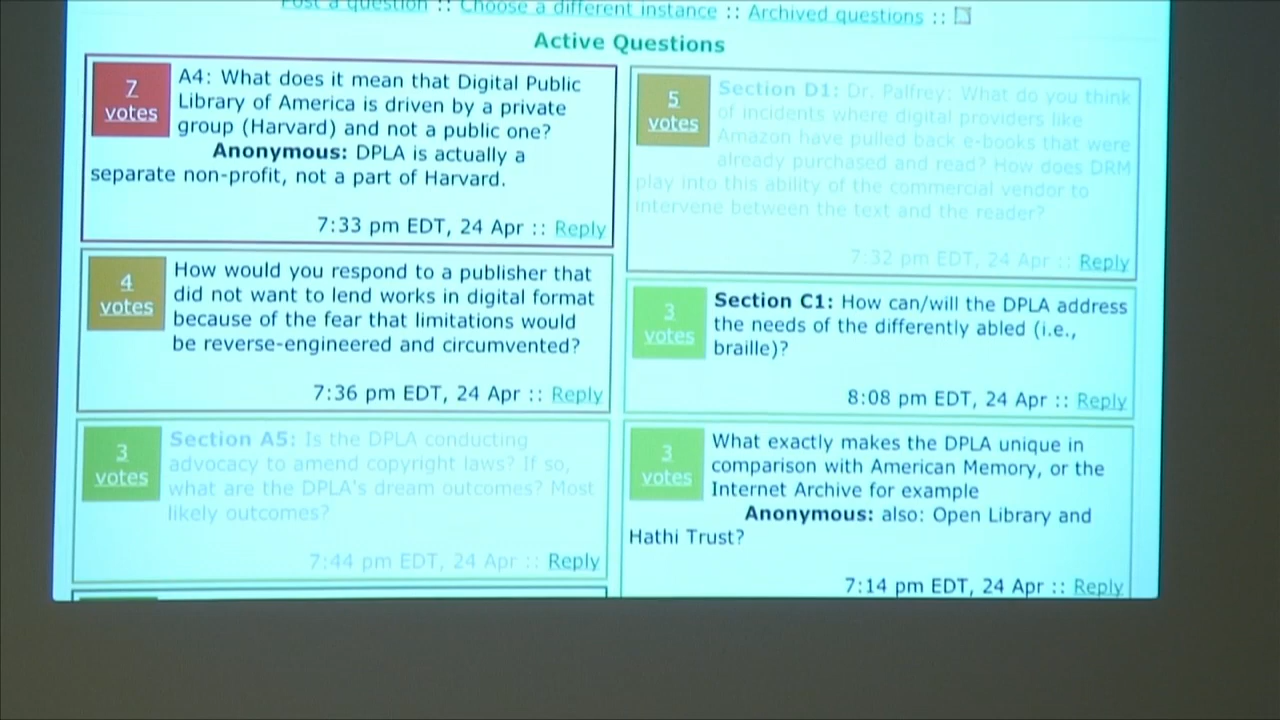 Post a question :: Choose a different instance :: Archived questions ::
Active Questions
7
votes
A4: What does it mean that Digital Public
Library of America is driven by a private
group (Harvard) and not a public one?
Anonymous: DPLA is actually a
separate non-profit, not a part of Harvard.
7:33 pm EDT, 24 Apr :: Reply
5
votes
Section D1: Dr. Palfrey: What do you think
of incidents where digital providers like
Amazon have pulled back e-books that were
already purchased and read? How does DRM
play into this ability of the commercial vendor to
intervene between the text and the reader?
7:32 pm EDT, 24 Apr :: Reply
4
votes
How would you respond to a publisher that
did not want to lend works in digital format
because of the fear that limitations would
be reverse-engineered and circumvented?
7:36 pm EDT, 24 Apr :: Reply
3
votes
Section C1: How can/will the DPLA address
the needs of the differently abled (i.e.,
braille)?
8:08 pm EDT, 24 Apr :: Reply
3
votes
Section A5: Is the DPLA conducting
advocacy to amend copyright laws? If so,
what are the DPLA's dream outcomes? Most
likely outcomes?
7:44 pm EDT, 24 Apr :: Reply
3
votes
What exactly makes the DPLA unique in
comparison with American Memory, or the
Internet Archive for example
Anonymous: also: Open Library and
Hathi Trust?
7:14 pm EDT, 24 Apr :: Reply